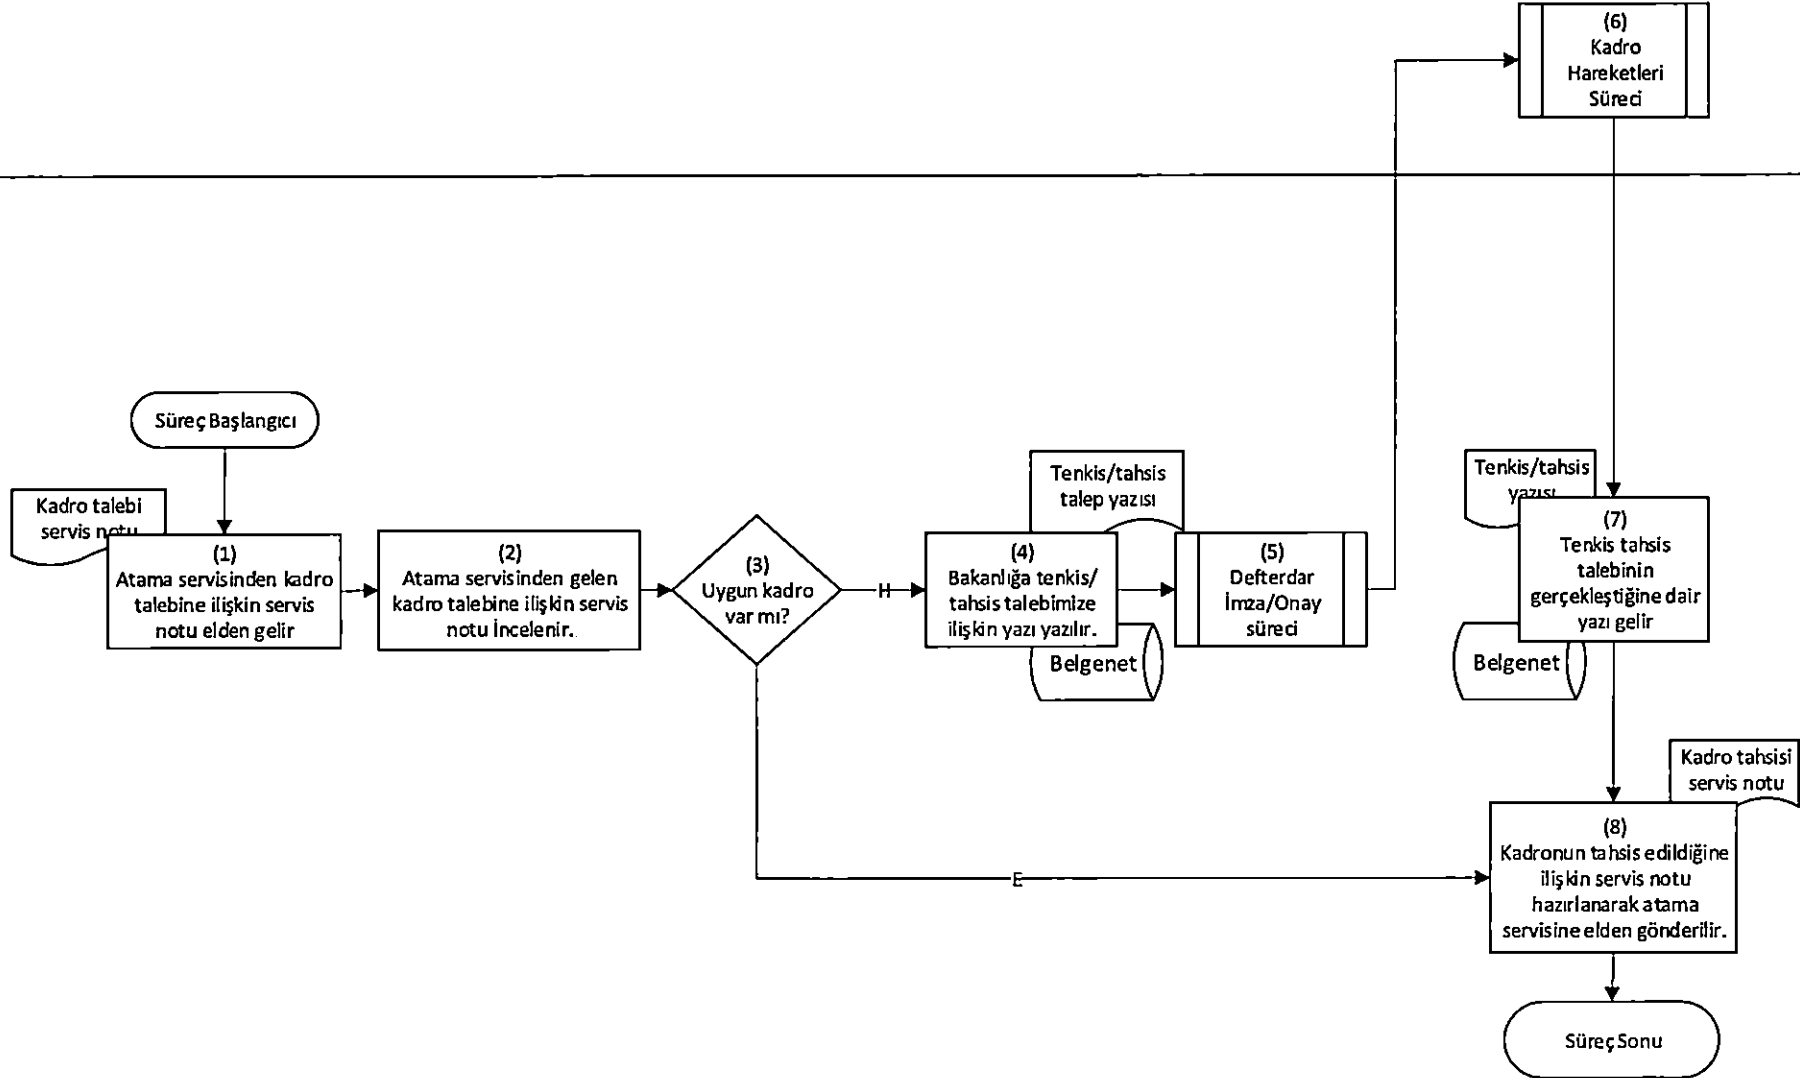 (6)
Kadro
Hareketleri
Süreci
Süreç Başlangıcı
Kadro talebi
servis notu
(1)
Atama servisinden kadro
talebine ilişkin servis
notu elden gelir
(2)
Atama servisinden gelen
kadro talebine ilişkin servis
notu İncelenir.
(3)
Uygun kadro
var mı?
H
Tenkis/tahsis
talep yazısı
(4)
Bakanlığa tenkis/
tahsis talebimize
ilişkin yazı yazılır.
Belgenet
(5)
Defterdar
İmza/Onay
süreci
Tenkis/tahsis
yazısı
(7)
Tenkis tahsis
talebinin
gerçekleştiğine dair
yazı gelir
Belgenet
E
Kadro tahsisi
servis notu
(8)
Kadronun tahsis edildiğine
ilişkin servis notu
hazırlanarak atama
servisine elden gönderilir.
Süreç Sonu